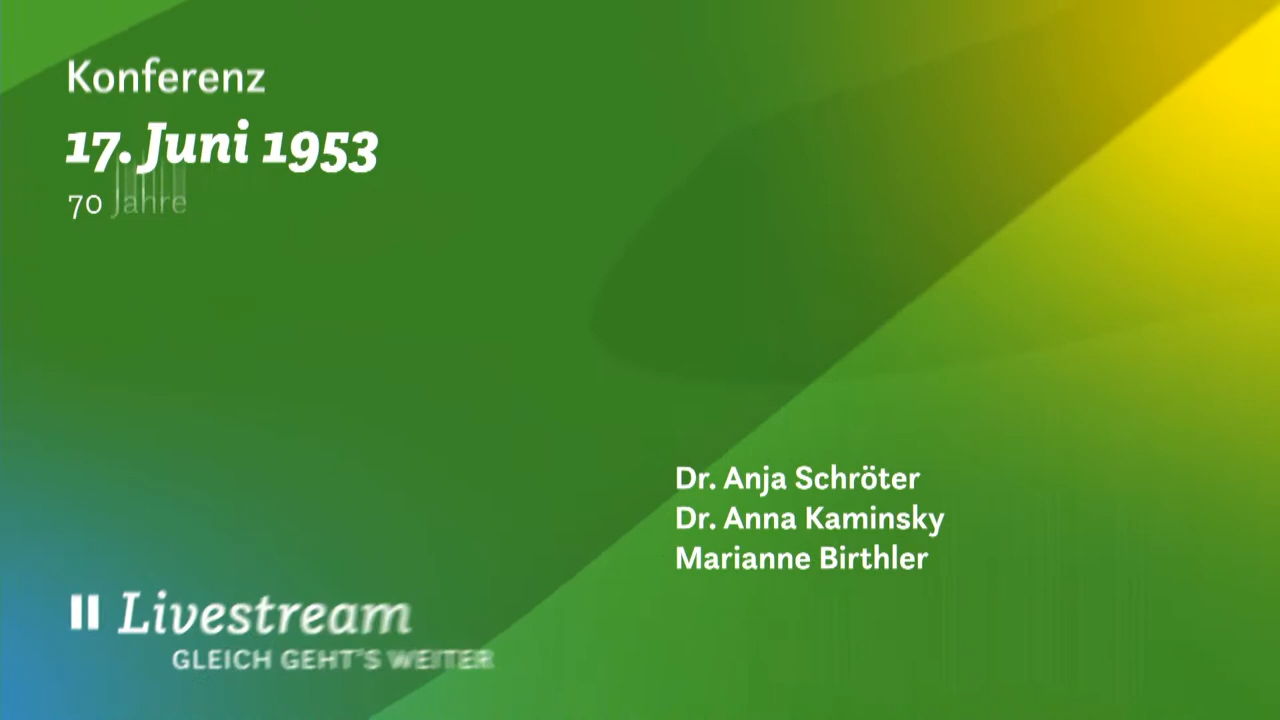 Konferenz
17. Juni 1953
70 Jahre
Dr. Anja Schröter
Dr. Anna Kaminsky
Marianne Birthler
Livestream
GLEICH GEHT'S WEITER